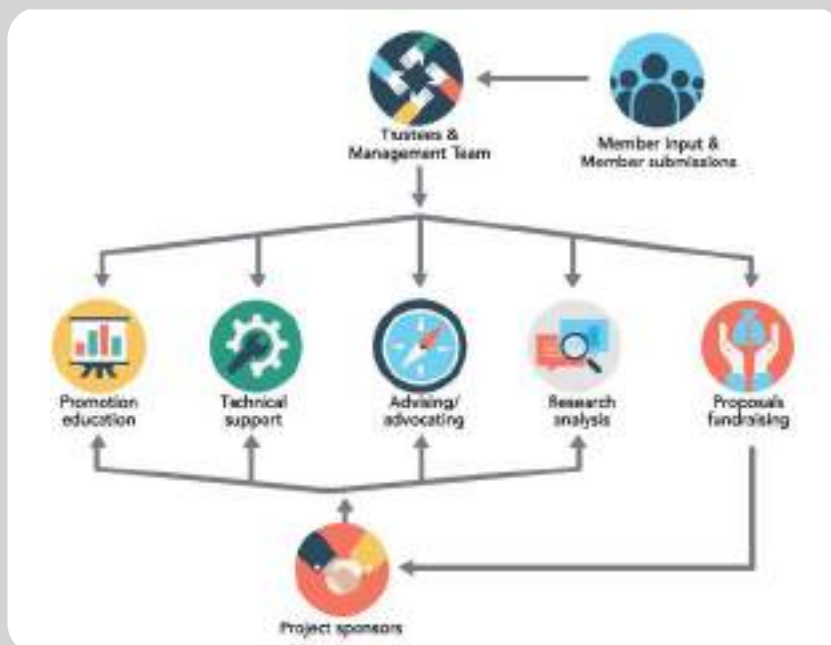 Trustees &
Management Team
Member Input &
Member submissions
Promotion
education
Technical
support
Advising/
advocating
Research
analysis
Proposals
fundraising
Project sponsors